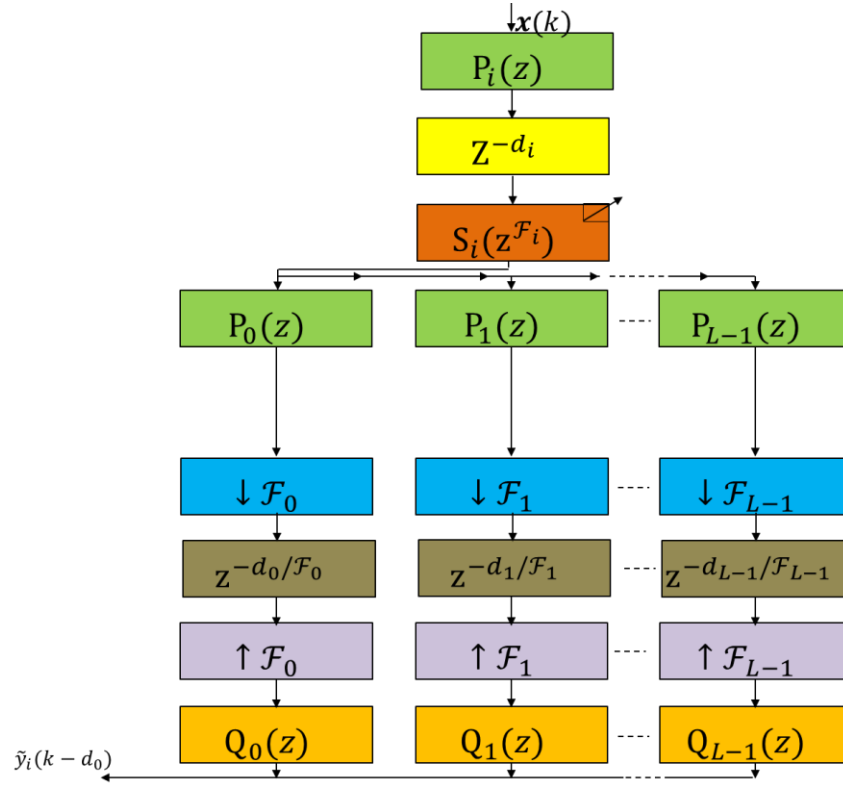 𝒙(k)
P_i(z)
Z^{-d_i}
S_i(z^{ℱ_i})
P_0(z) P_1(z) P_{L-1}(z)
↓ ℱ_0 ↓ ℱ_1 ↓ ℱ_{L-1}
z^{-d_0/ℱ_0} z^{-d_1/ℱ_1} z^{-d_{L-1}/ℱ_{L-1}}
↑ ℱ_0 ↑ ℱ_1 ↑ ℱ_{L-1}
Q_0(z) Q_1(z) Q_{L-1}(z)
ỹ_i(k − d_0)